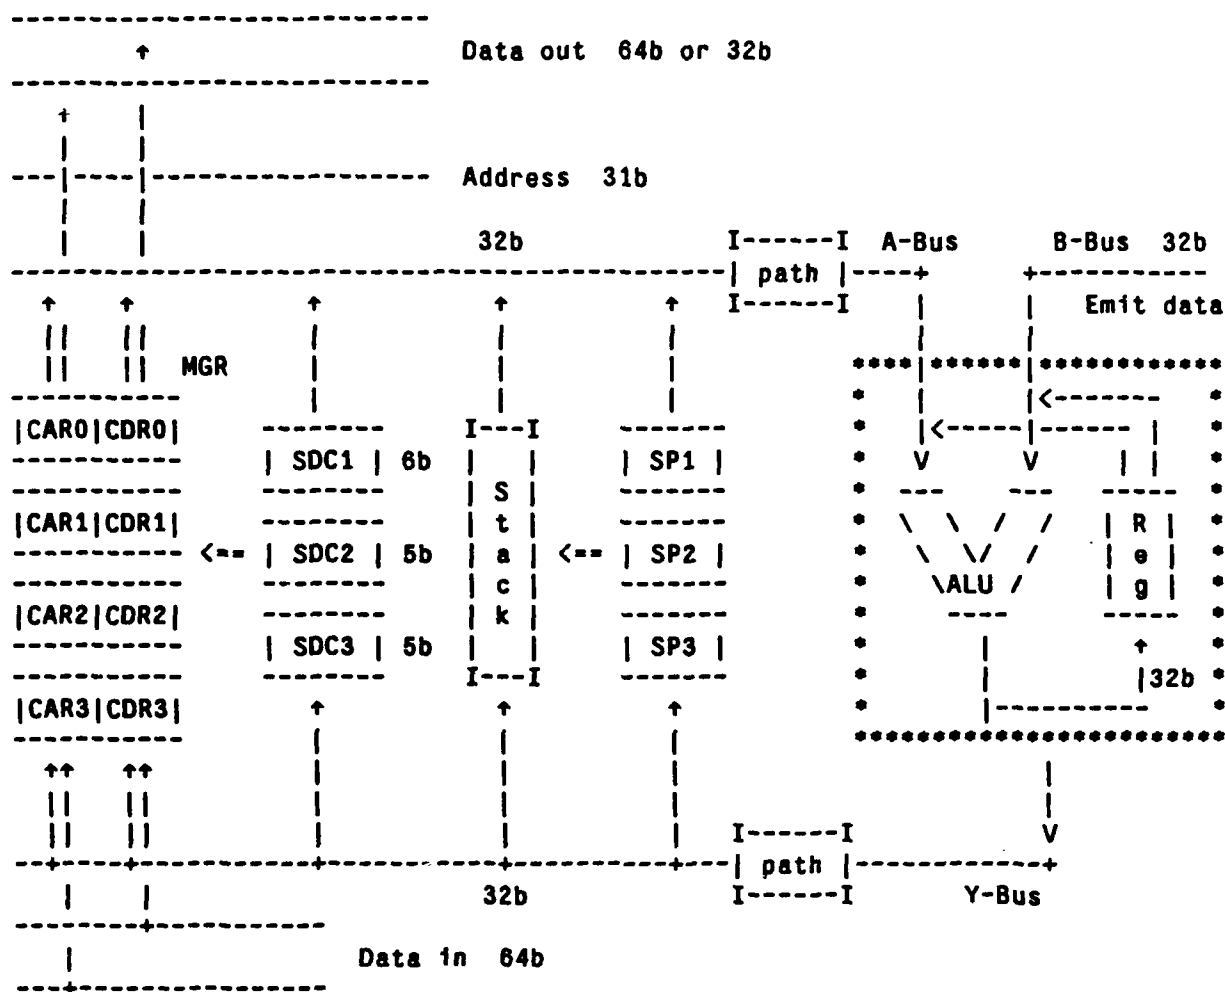 Data out 64b or 32b
Address 31b
32b
path
A-Bus
B-Bus 32b
Emit data
MGR
|CAR0|CDR0|
|CAR1|CDR1|
|CAR2|CDR2|
|CAR3|CDR3|
<==
| SDC1 | 6b
| SDC2 | 5b
| SDC3 | 5b
Stack
<==
| SP1 |
| SP2 |
| SP3 |
ALU
Reg
32b
path
32b
Y-Bus
Data in 64b